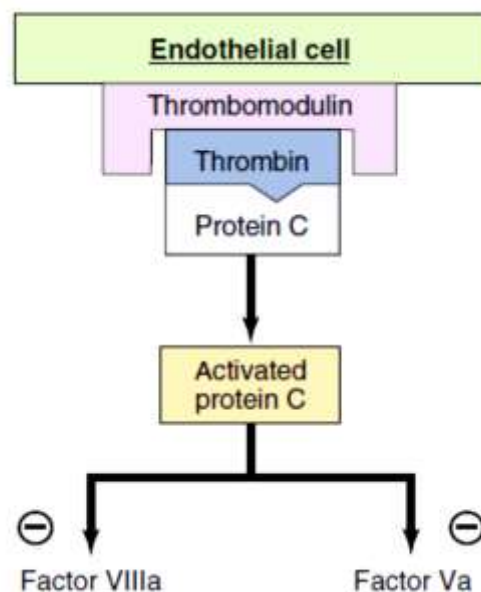 Endothelial cell
Thrombomodulin
Thrombin
Protein C
Activated
protein C
Factor VIIIa
Factor Va